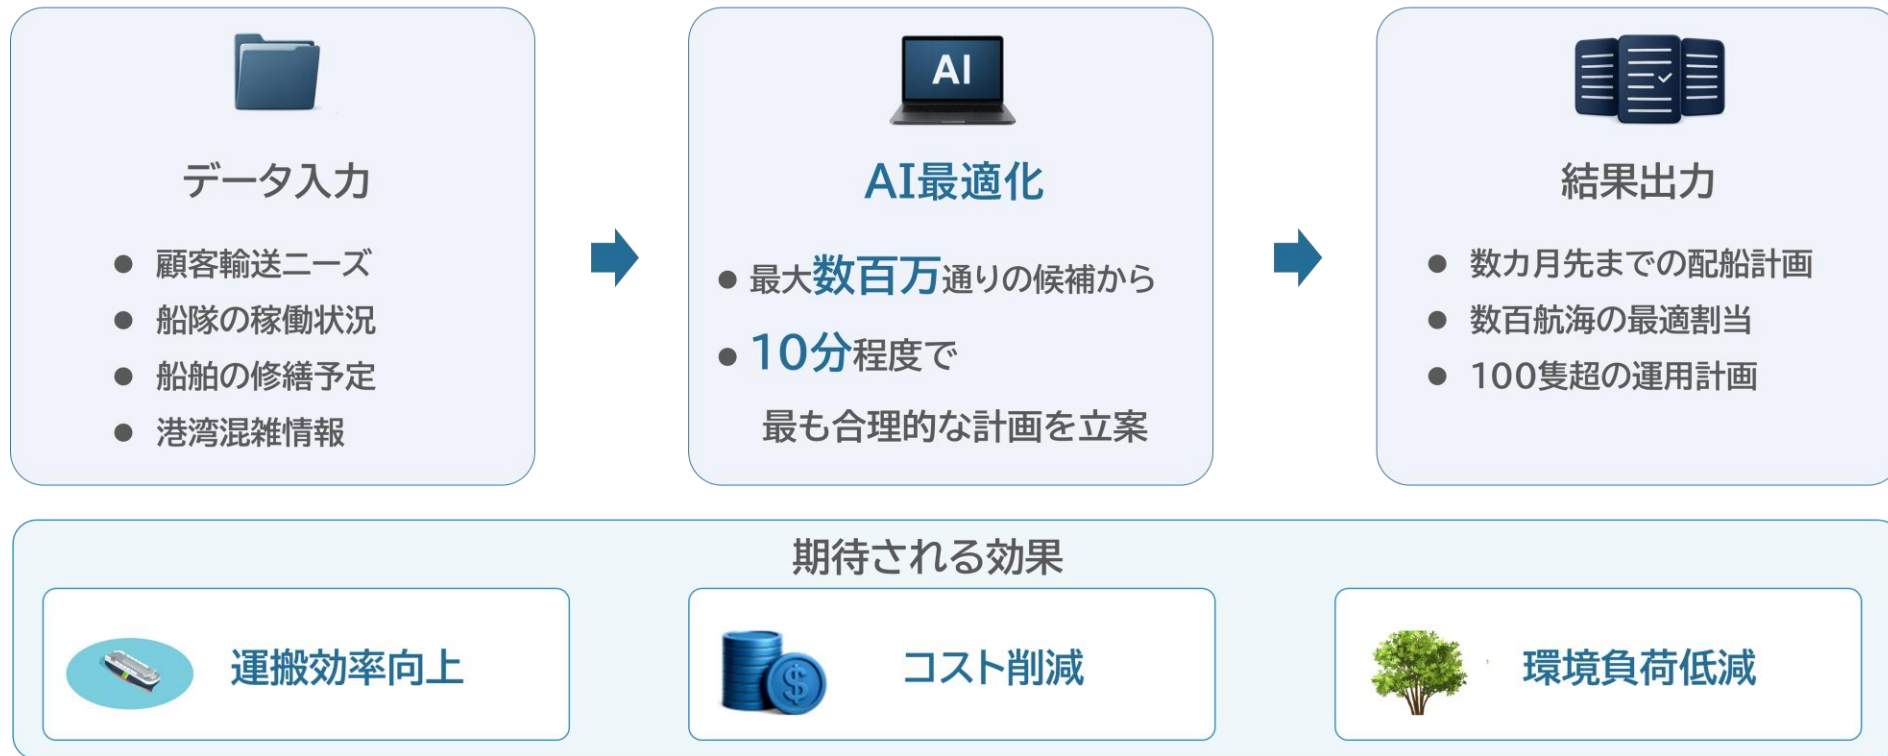 データ入力
● 顧客輸送ニーズ
● 船隊の稼働状況
● 船舶の修繕予定
● 港湾混雑情報
AI
AI最適化
● 最大数百万通りの候補から
● 10分程度で
最も合理的な計画を立案
結果出力
● 数カ月先までの配船計画
● 数百航海の最適割当
● 100隻超の運用計画
期待される効果
運搬効率向上
$
コスト削減
環境負荷低減